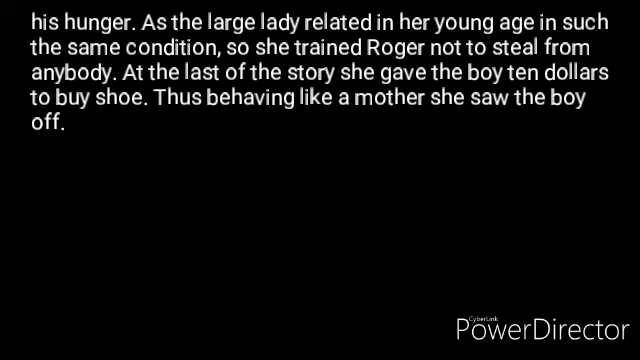 his hunger. As the large lady related in her young age in such
the same condition, so she trained Roger not to steal from
anybody. At the last of the story she gave the boy ten dollars
to buy shoe. Thus behaving like a mother she saw the boy
off.
CyberLink
PowerDirector